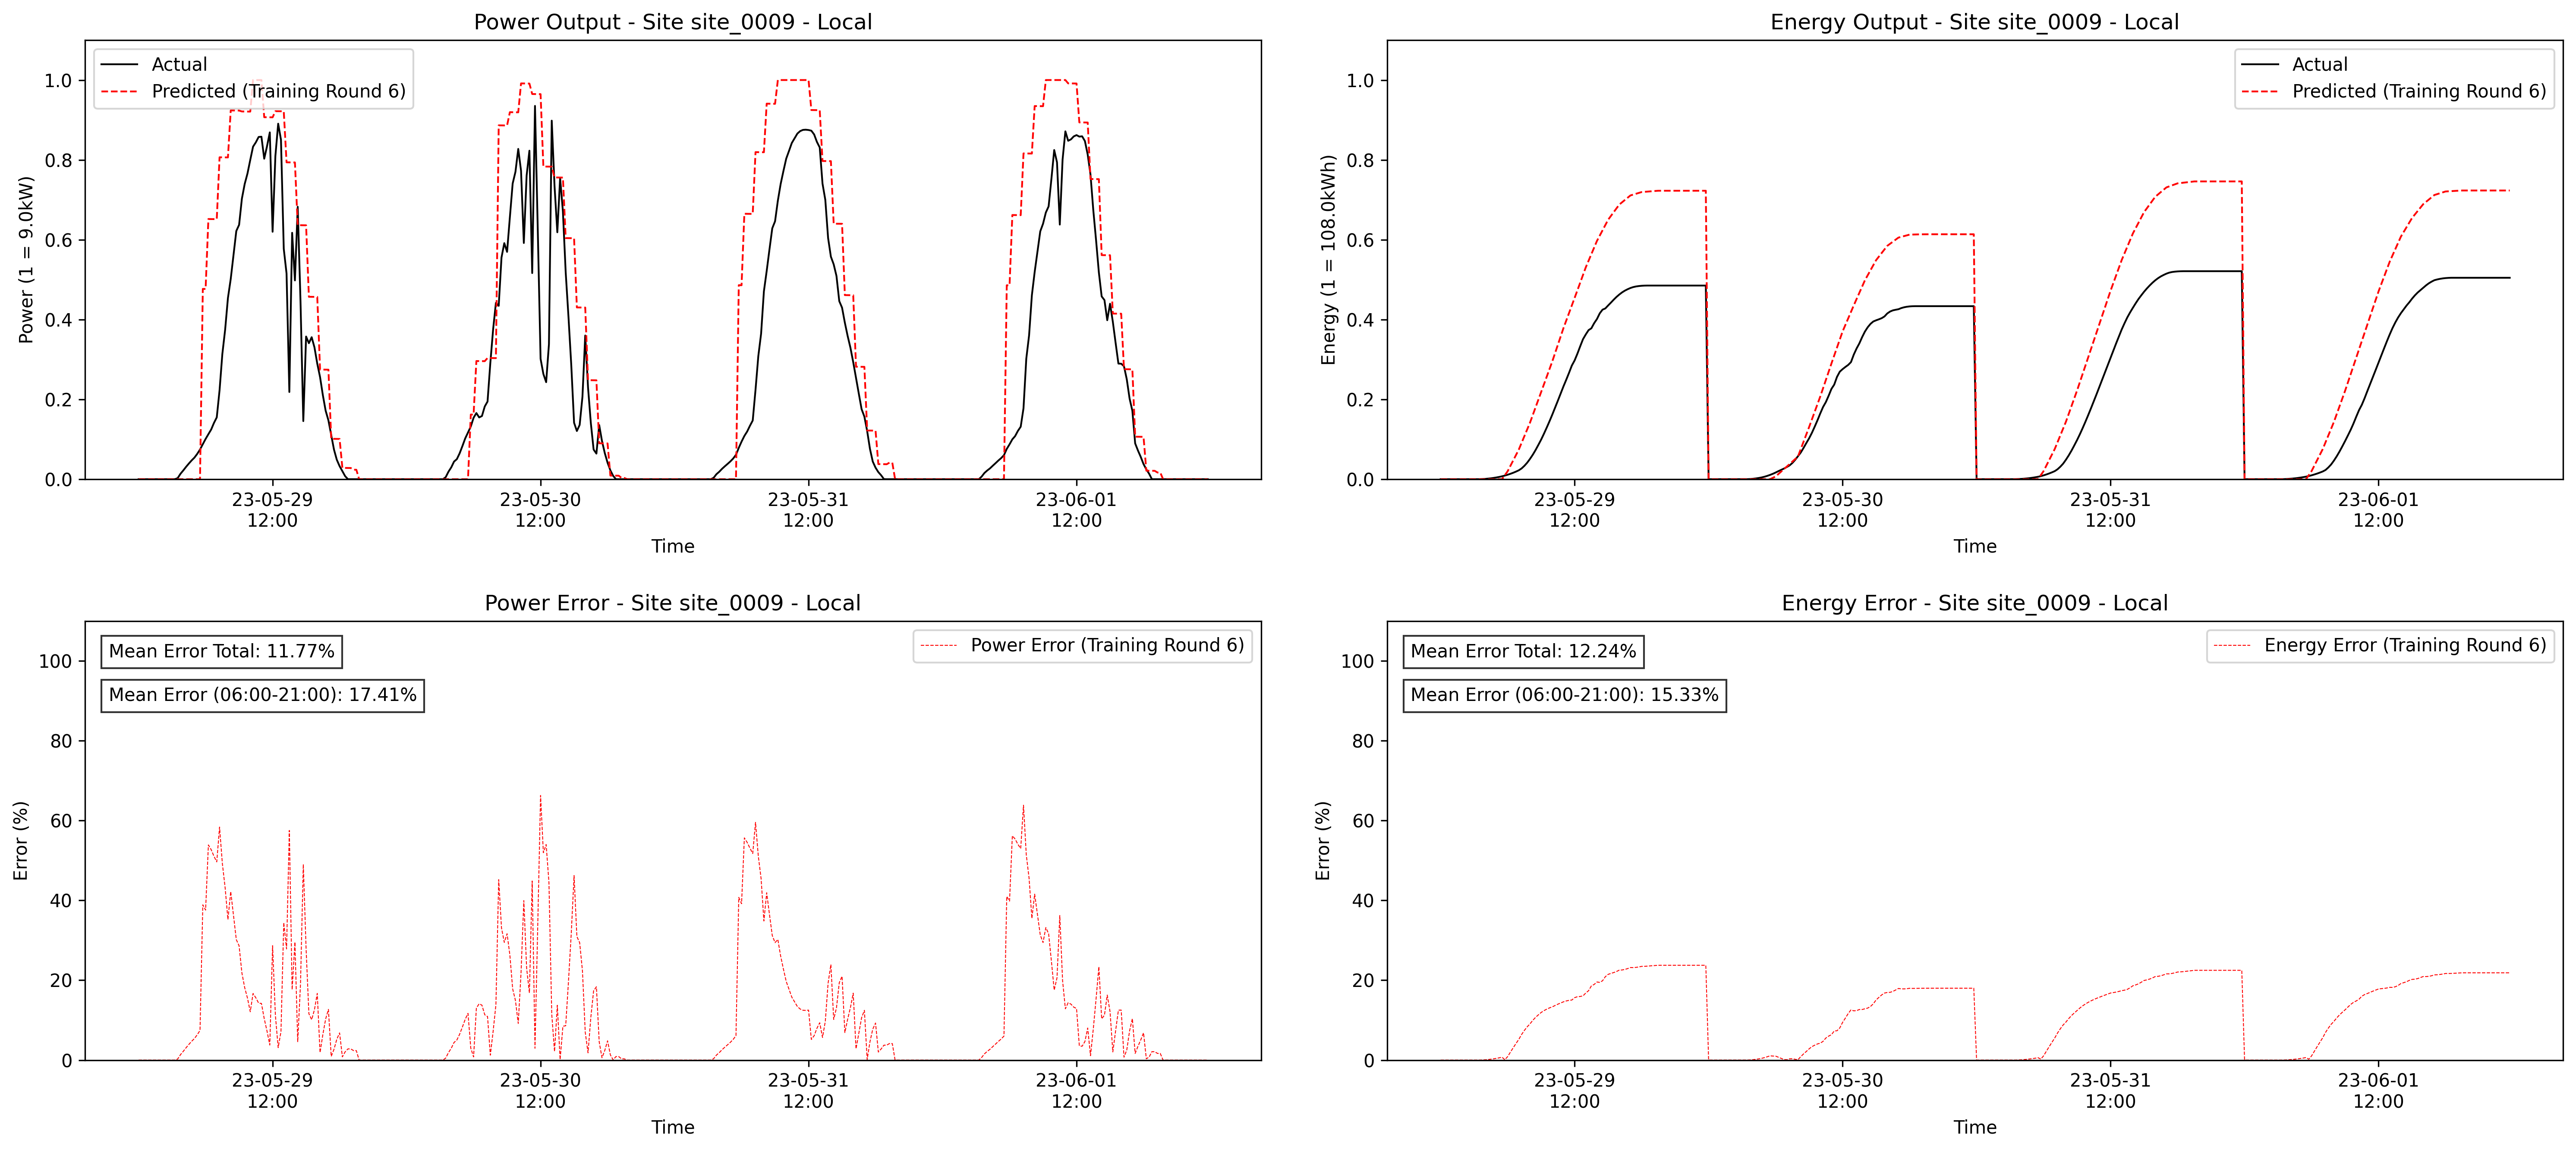 Power Output - Site site_0009 - Local
Actual
Predicted (Training Round 6)
Power (1 = 9.0kW)
1.0
0.8
0.6
0.4
0.2
0.0
23-05-29
12:00
23-05-30
12:00
23-05-31
12:00
23-06-01
12:00
Time
Energy Output - Site site_0009 - Local
Actual
Predicted (Training Round 6)
Energy (1 = 108.0kWh)
1.0
0.8
0.6
0.4
0.2
0.0
23-05-29
12:00
23-05-30
12:00
23-05-31
12:00
23-06-01
12:00
Time
Power Error - Site site_0009 - Local
Mean Error Total: 11.77%
Mean Error (06:00-21:00): 17.41%
Power Error (Training Round 6)
Error (%)
100
80
60
40
20
0
23-05-29
12:00
23-05-30
12:00
23-05-31
12:00
23-06-01
12:00
Time
Energy Error - Site site_0009 - Local
Mean Error Total: 12.24%
Mean Error (06:00-21:00): 15.33%
Energy Error (Training Round 6)
Error (%)
100
80
60
40
20
0
23-05-29
12:00
23-05-30
12:00
23-05-31
12:00
23-06-01
12:00
Time